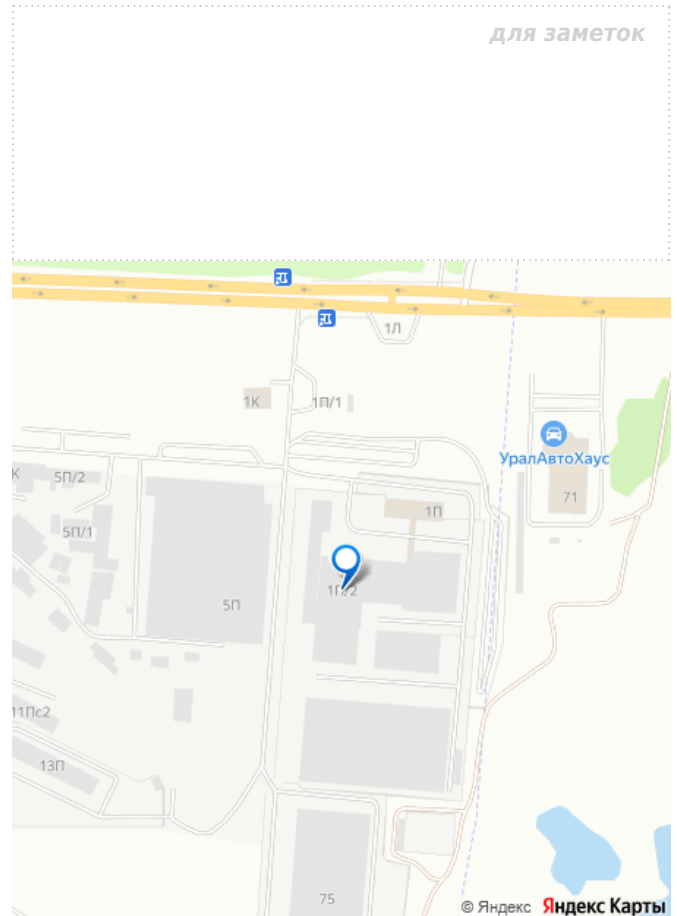 для заметок
1Л
1К
1П/1
УралАвтоХаус
К
5П/2
71
1П
5П/1
1П/2
5П
11Пс2
13П
75
© Яндекс Яндекс Карты